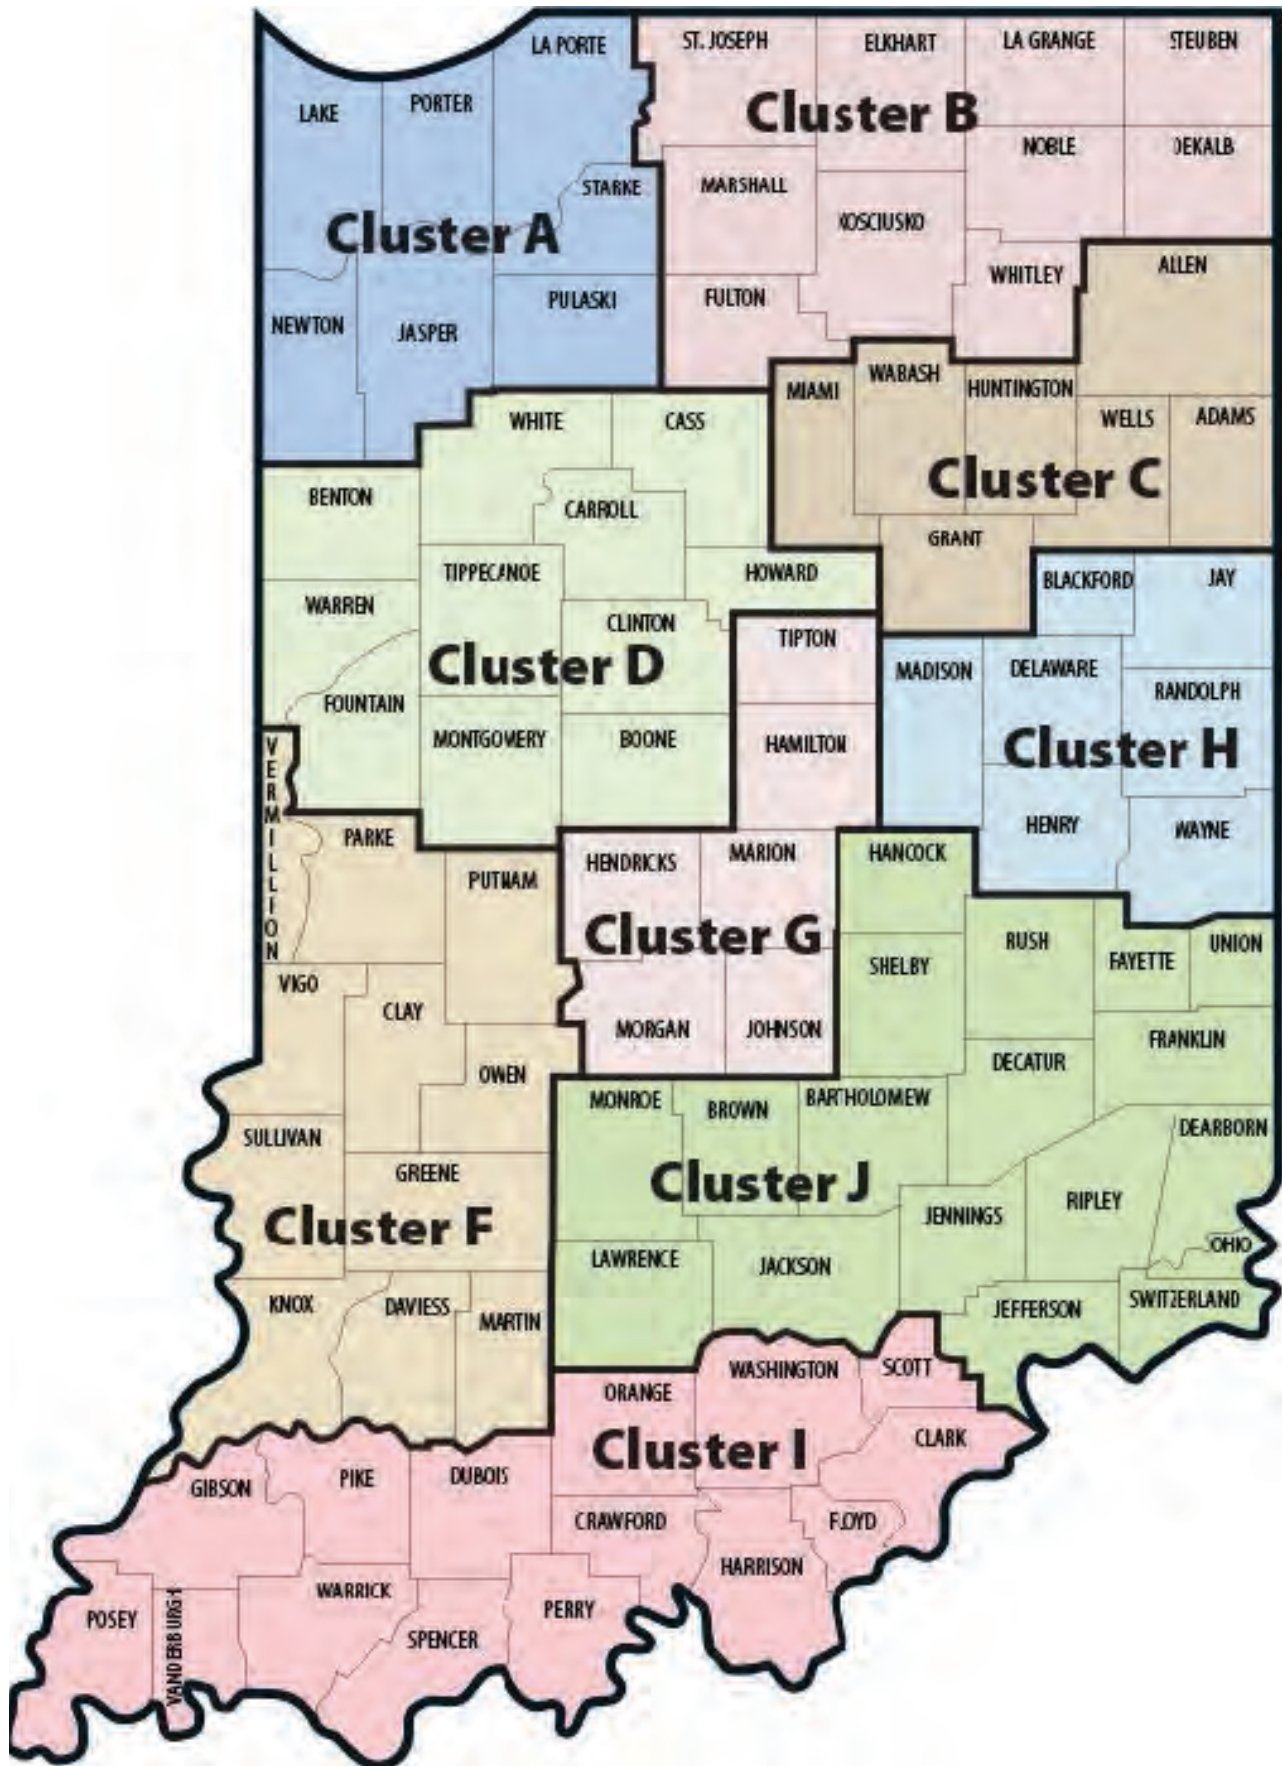 LA PORTE
ST. JOSEPH
ELKHART
LA GRANGE
STEUBEN
LAKE
PORTER
Cluster B
NOBLE
DEKALB
STARKE
MARSHALL
KOSCIUSKO
Cluster A
WHITLEY
ALLEN
PULASKI
FULTON
NEWTON
JASPER
MIAMI
WABASH
HUNTINGTON
WHITE
CASS
WELLS
ADAMS
Cluster C
BENTON
CARROLL
GRANT
TIPPECANOE
HOWARD
BLACKFORD
JAY
WARREN
CLINTON
TIPTON
Cluster D
MADISON
DELAWARE
RANDOLPH
FOUNTAIN
MONTGOMERY
BOONE
HAMILTON
Cluster H
VERMILLION
PARKE
HENRY
WAYNE
PUTNAM
HENDRICKS
MARION
HANCOCK
Cluster G
RUSH
UNION
SHELBY
FAYETTE
VIGO
CLAY
MORGAN
JOHNSON
FRANKLIN
OWEN
DECATUR
MONROE
BROWN
BARTHOLOMEW
SULLIVAN
DEARBORN
GREENE
Cluster J
RIPLEY
Cluster F
JENNINGS
OHIO
LAWRENCE
JACKSON
KNOX
DAVIESS
MARTIN
JEFFERSON
SWITZERLAND
WASHINGTON
SCOTT
ORANGE
Cluster I
CLARK
GIBSON
PIKE
DUBOIS
CRAWFORD
FLOYD
HARRISON
WARRICK
POSEY
VANDERBURGH
SPENCER
PERRY